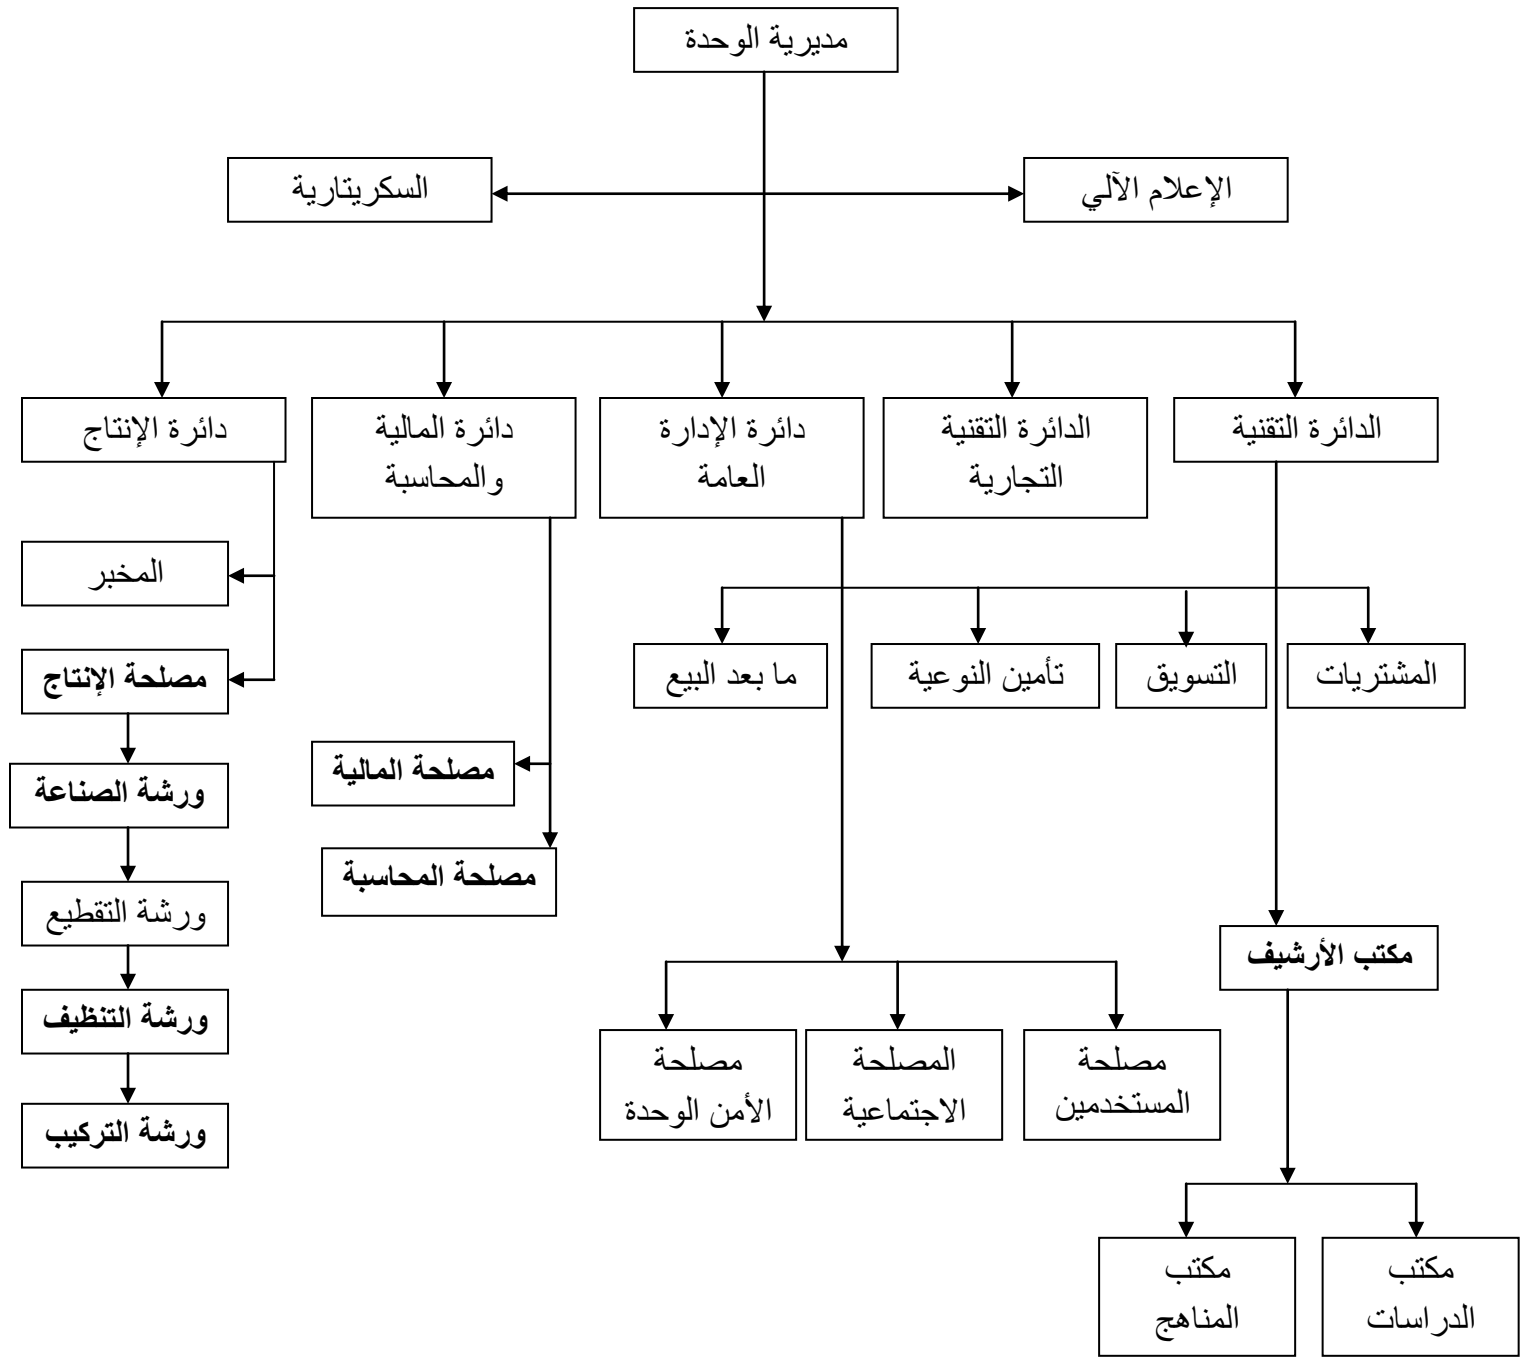 مديرية الوحدة
الإعلام الآلي
السكريتارية
الدائرة التقنية
الدائرة التقنية
التجارية
دائرة الإدارة
العامة
دائرة المالية
والمحاسبة
دائرة الإنتاج
المخبر
المشتريات
التسويق
تأمين النوعية
ما بعد البيع
مصلحة الإنتاج
مصلحة المالية
ورشة الصناعة
مصلحة المحاسبة
ورشة التقطيع
مكتب الأرشيف
ورشة التنظيف
مصلحة
المستخدمين
المصلحة
الاجتماعية
مصلحة
الأمن الوحدة
ورشة التركيب
مكتب
الدراسات
مكتب
المناهج